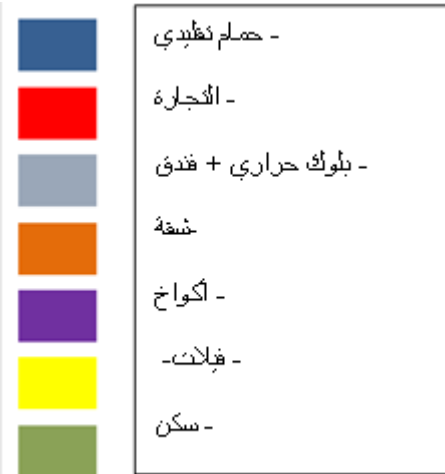 - حمام تقليدي
- التجارة
- بلوك حراري + فندق
-شقة
- أكواخ
- فيلات-
- سكن